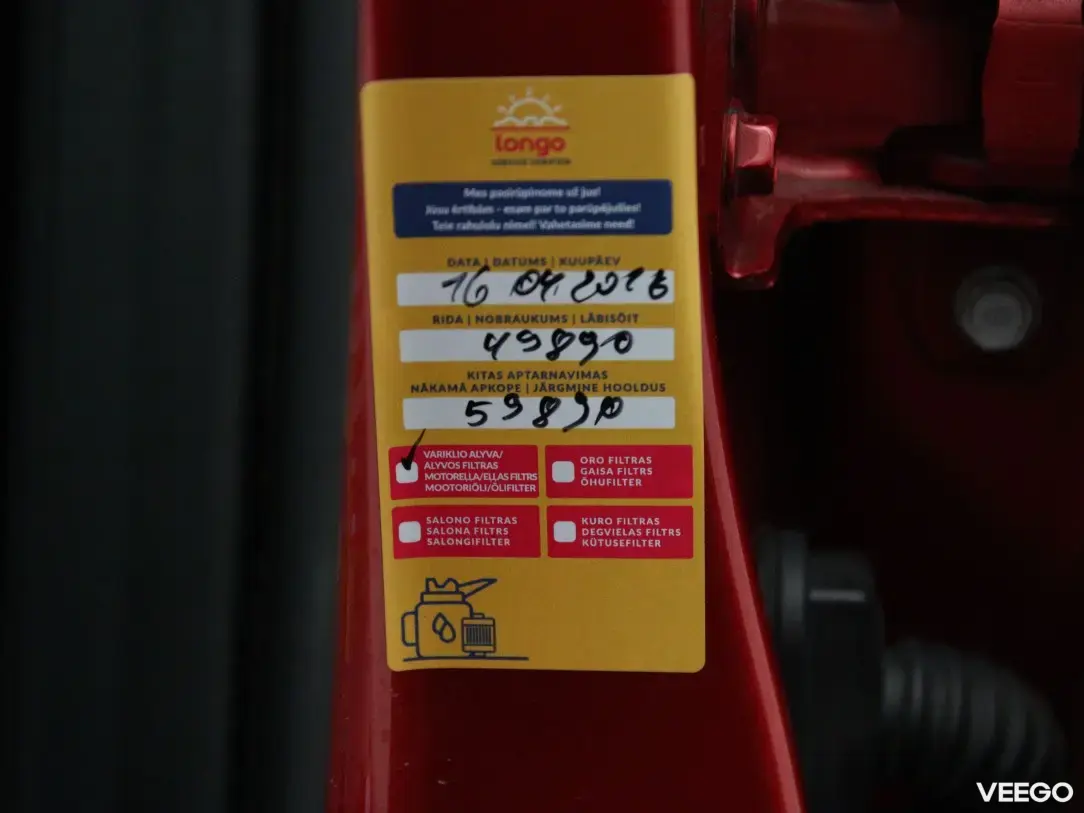 longo
Mes pasirūpinome už jus!
Jūsu ērtībām - esam par to parūpējušies!
Teie rahulolu nimel! Vahetasime need!
DATA | DATUMS | KUUPÄEV
16 04.2026
RIDA | NOBRAUKUMS | LÄBISÕIT
49890
KITAS APTARNAVIMAS
NĀKAMĀ APKOPE | JÄRGMINE HOOLDUS
59890
VARIKLIO ALYVA/
ALYVOS FILTRAS
MOTOREĻĻA/EĻĻAS FILTRS
MOOTORIÕLI/ÕLIFILTER
ORO FILTRAS
GAISA FILTRS
ÕHUFILTER
SALONO FILTRAS
SALONA FILTRS
SALONGIFILTER
KURO FILTRAS
DEGVIELAS FILTRS
KÜTUSEFILTER
VEEGO